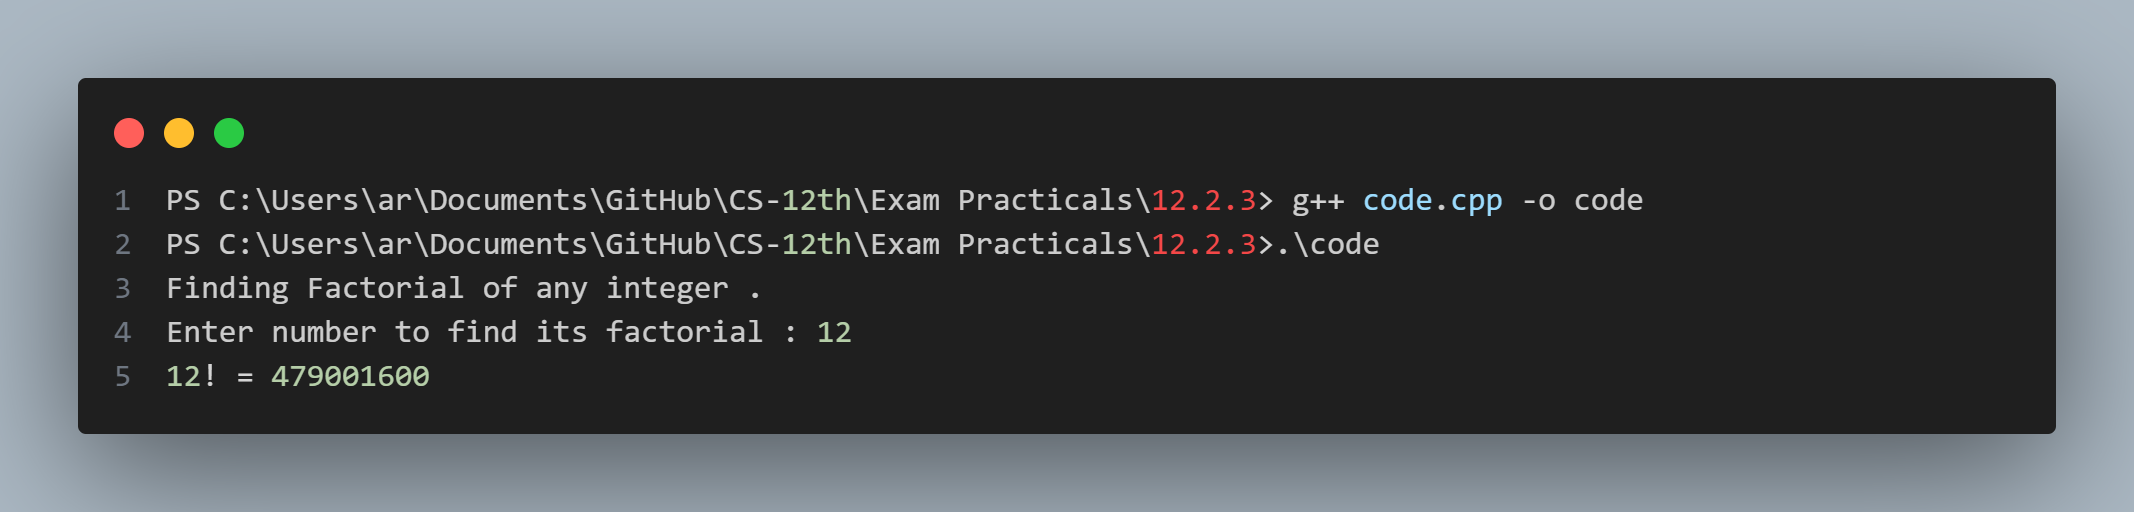 1 PS C:\Users\ar\Documents\GitHub\CS-12th\Exam Practicals\12.2.3> g++ code.cpp -o code
2 PS C:\Users\ar\Documents\GitHub\CS-12th\Exam Practicals\12.2.3>.\code
3 Finding Factorial of any integer .
4 Enter number to find its factorial : 12
5 12! = 479001600